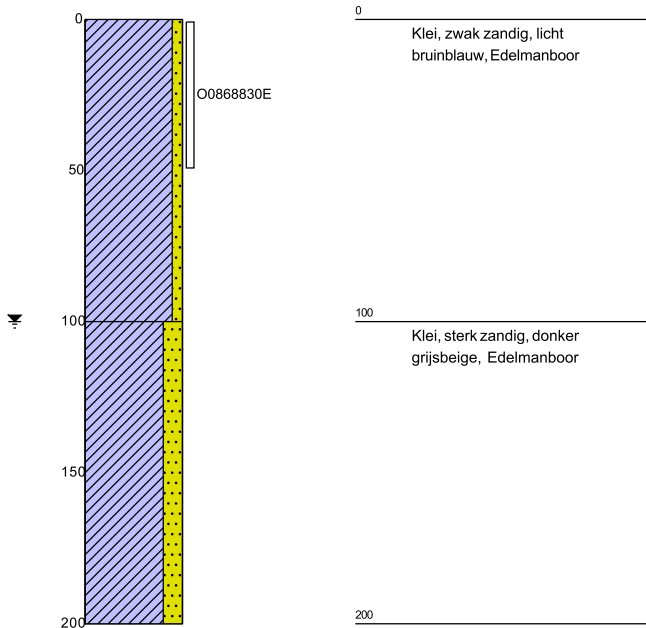 0
50
100
150
200
O0868830E
0
Klei, zwak zandig, licht
bruinblauw, Edelmanboor
100
Klei, sterk zandig, donker
grijsbeige, Edelmanboor
200